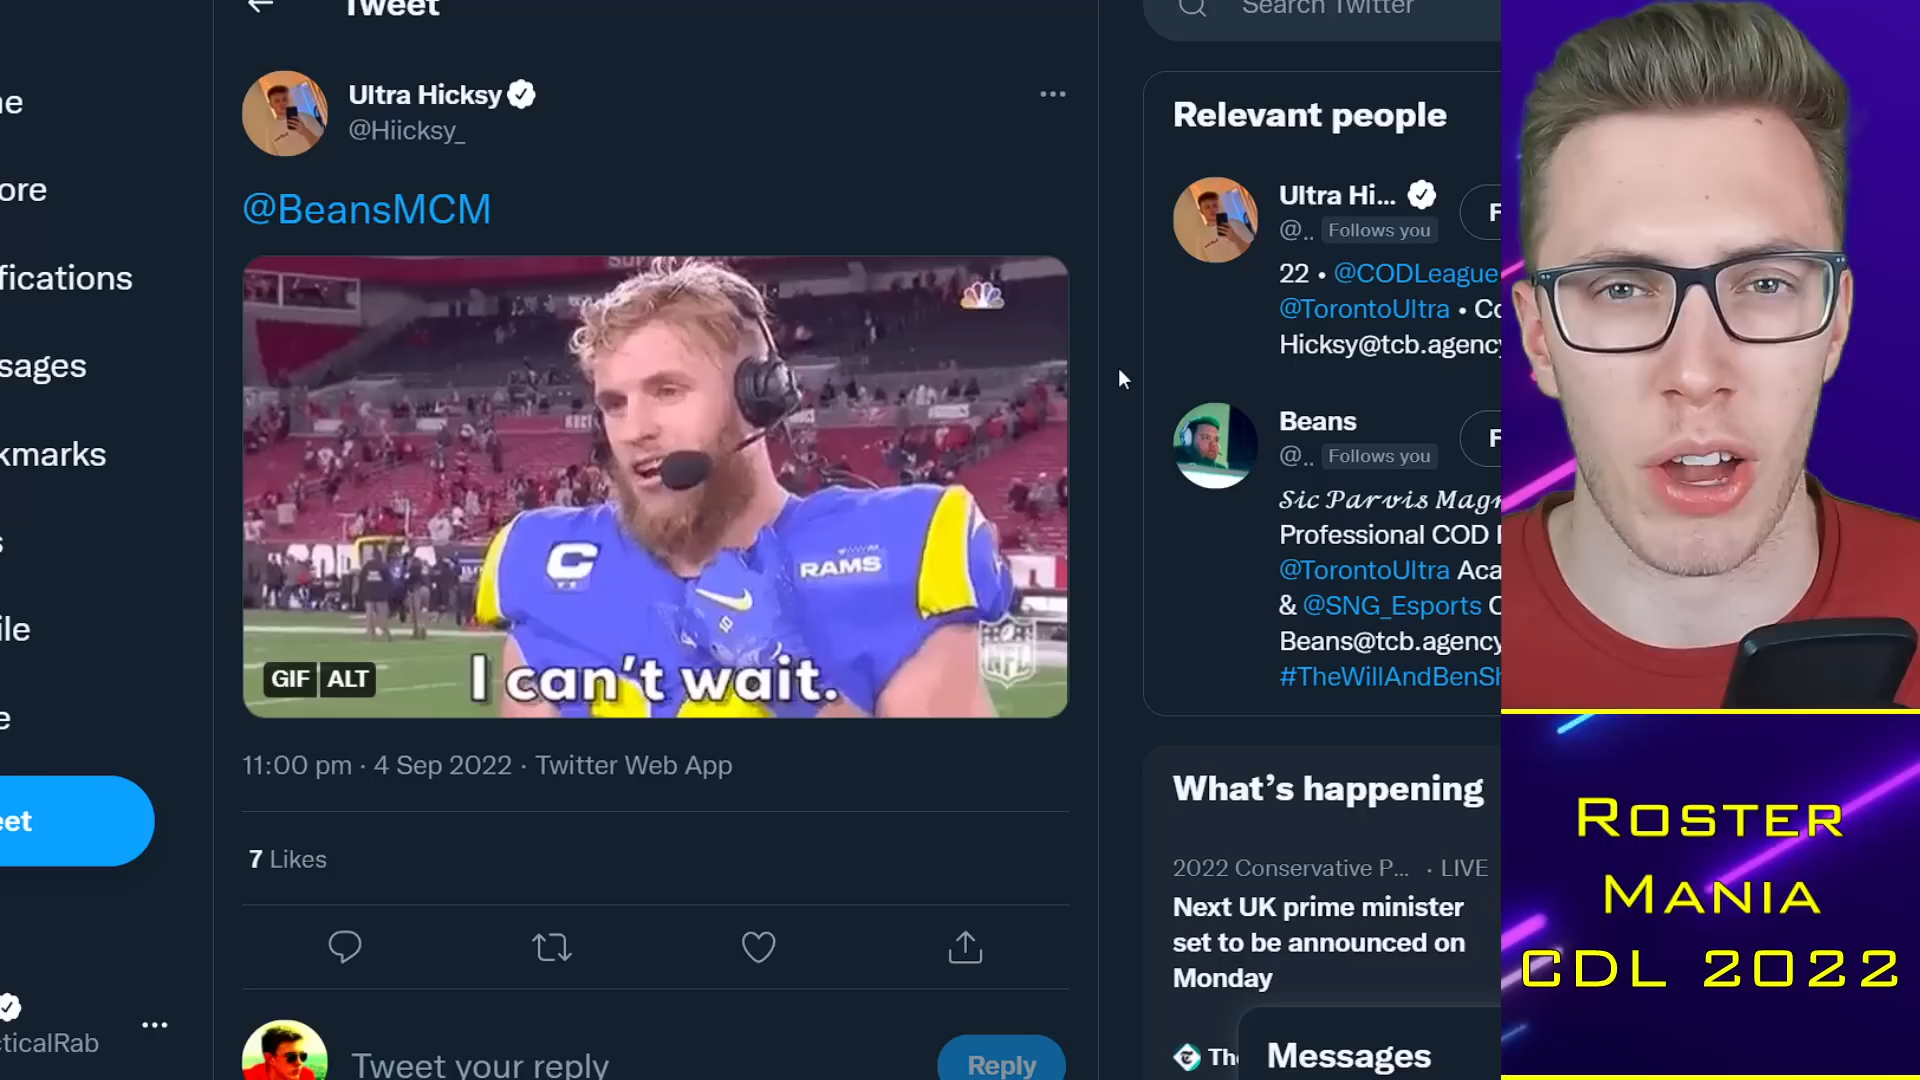 Tweet
Search Twitter
Ultra Hicksy
@Hiicksy_
@BeansMCM
C
RAMS
NFL
GIF ALT
I can't wait.
11:00 pm · 4 Sep 2022 · Twitter Web App
7 Likes
Tweet your reply
Reply
ne
ore
fications
sages
kmarks
s
ile
e
eet
cticalRab
Relevant people
Ultra Hi...
@.. Follows you
22 • @CODLeague
@TorontoUltra • Co
Hicksy@tcb.agency
F
Beans
@.. Follows you
F
Sic Parvis Magn
Professional COD
@TorontoUltra Aca
& @SNG_Esports C
Beans@tcb.agency
#TheWillAndBenSh
What's happening
2022 Conservative P... · LIVE
Next UK prime minister
set to be announced on
Monday
The
Messages
ROSTER
MANIA
CDL 2022